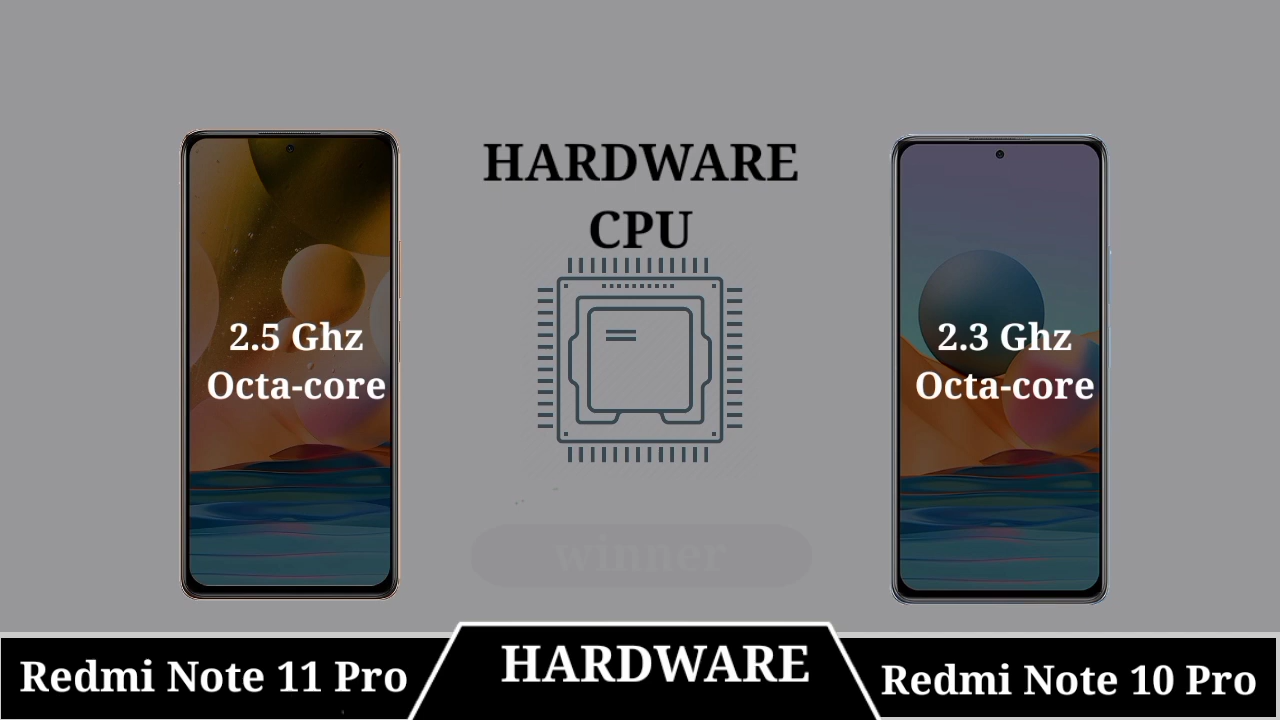 HARDWARE
CPU
2.5 Ghz
Octa-core
2.3 Ghz
Octa-core
winner
Redmi Note 11 Pro
HARDWARE
Redmi Note 10 Pro